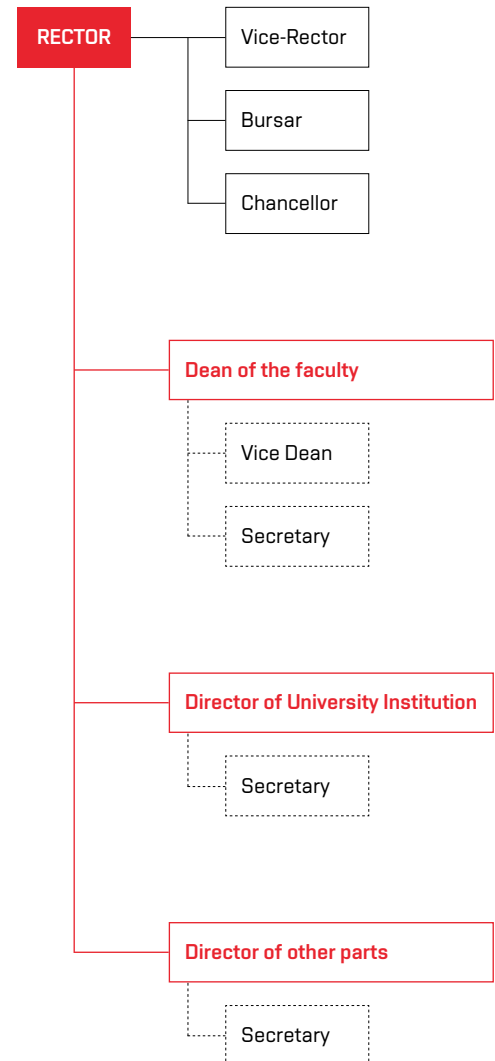 RECTOR
Vice-Rector
Bursar
Chancellor
Dean of the faculty
Vice Dean
Secretary
Director of University Institution
Secretary
Director of other parts
Secretary